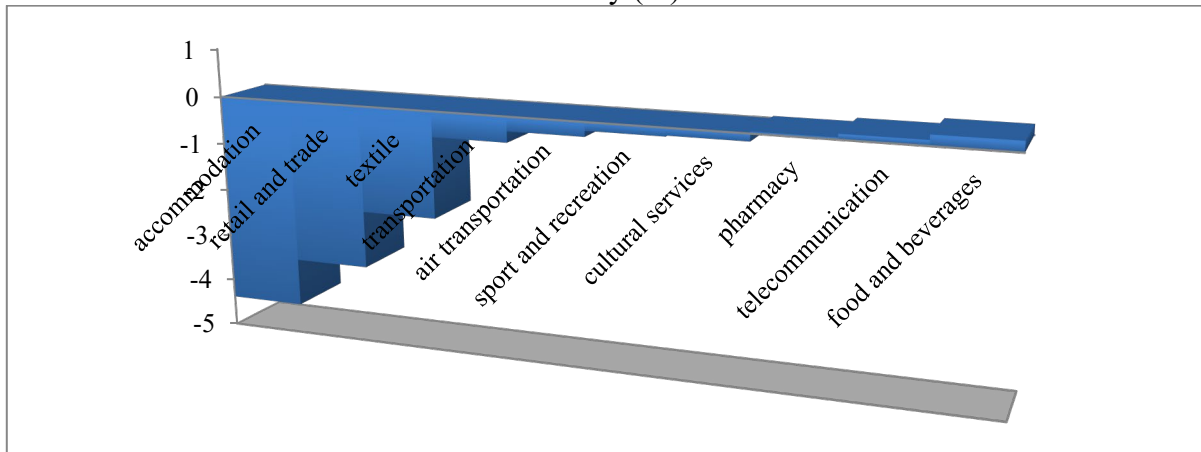 1
0
-1
-2
-3
-4
-5
accommodation
retail and trade
textile
transportation
air transportation
sport and recreation
cultural services
pharmacy
telecommunication
food and beverages